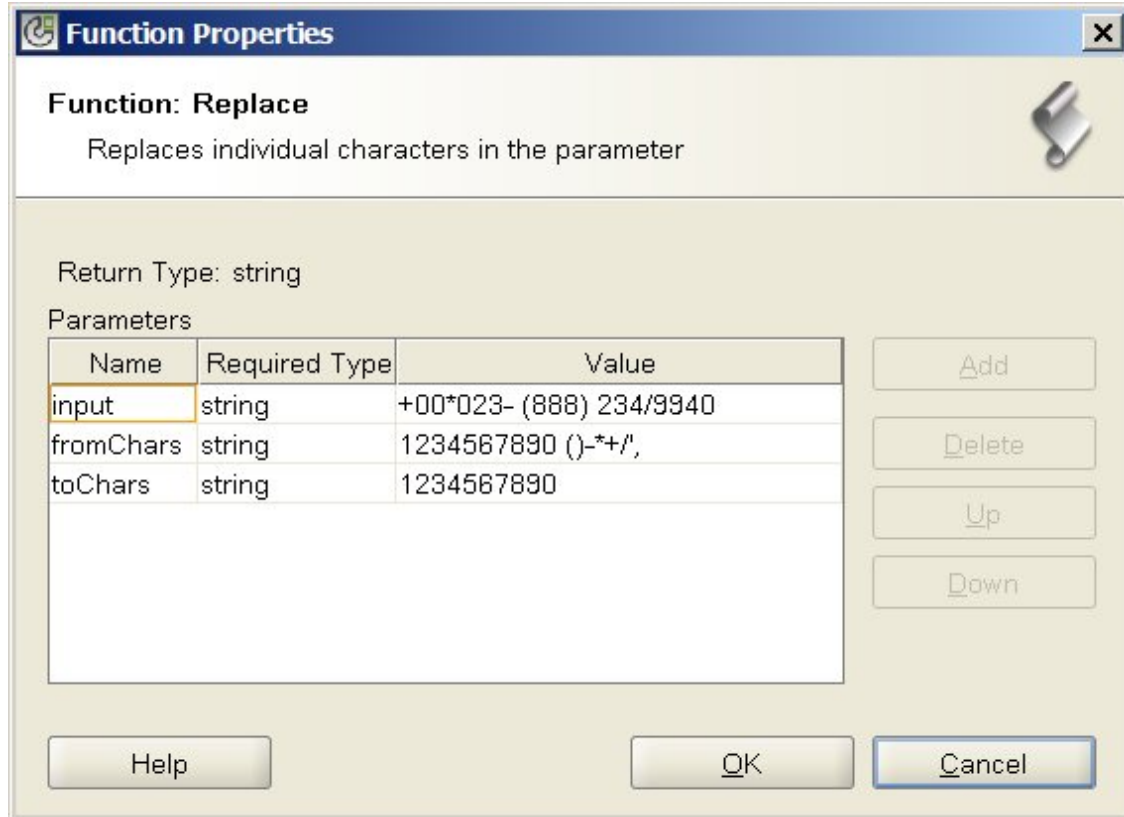 Function Properties
Function: Replace
Replaces individual characters in the parameter
Return Type: string
Parameters
Name Required Type Value
input string +00*023- (888) 234/9940
fromChars string 1234567890 ()-*+/',
toChars string 1234567890
Add
Delete
Up
Down
Help OK Cancel